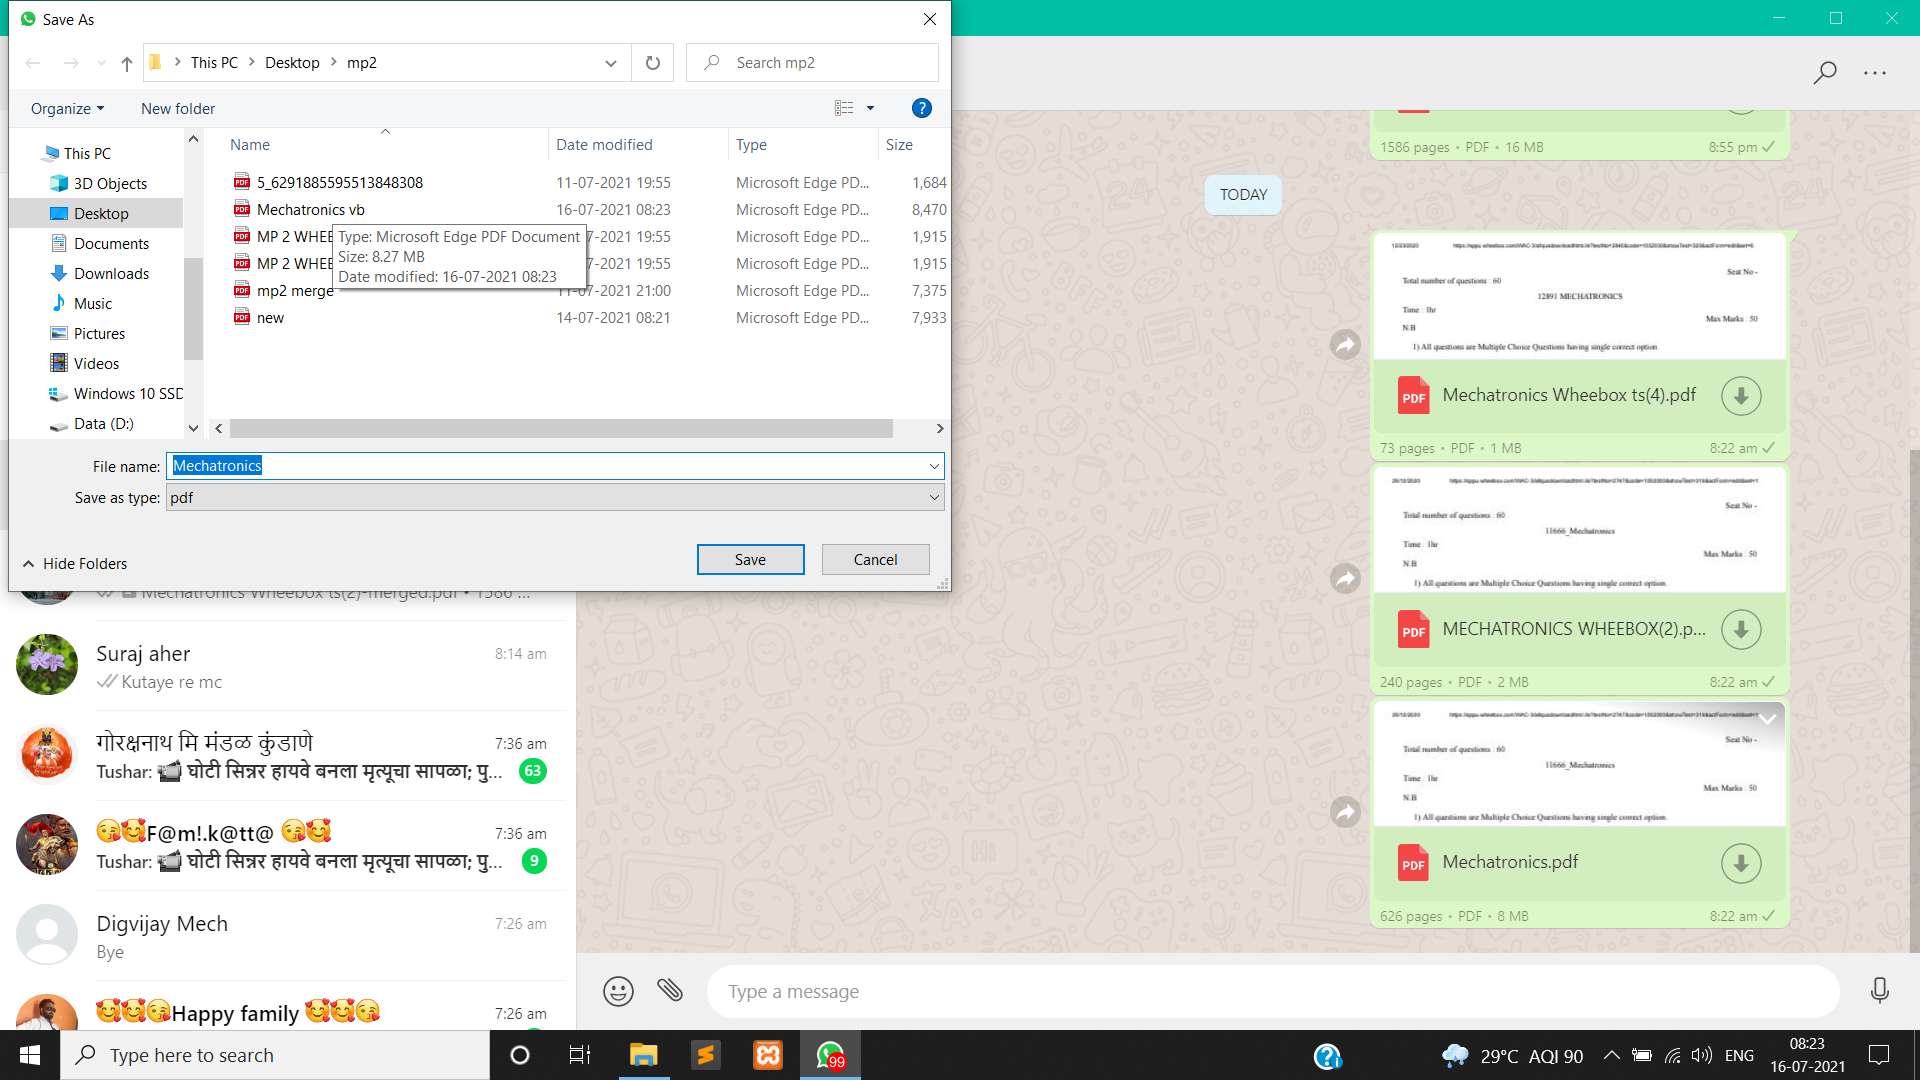 Save As
This PC > Desktop > mp2
Search mp2
Organize
New folder
Name
Date modified
Type
Size
This PC
3D Objects
Desktop
Documents
Downloads
Music
Pictures
Videos
Windows 10 SSD
Data (D:)
5_6291885595513848308 11-07-2021 19:55 Microsoft Edge PD... 1,684
Mechatronics vb 16-07-2021 08:23 Microsoft Edge PD... 8,470
MP 2 WHEE 7-2021 19:55 Microsoft Edge PD... 1,915
MP 2 WHEE 7-2021 19:55 Microsoft Edge PD... 1,915
mp2 merge 11-07-2021 21:00 Microsoft Edge PD... 7,375
new 14-07-2021 08:21 Microsoft Edge PD... 7,933
Type: Microsoft Edge PDF Document
Size: 8.27 MB
Date modified: 16-07-2021 08:23
File name: Mechatronics
Save as type: pdf
Hide Folders
Save
Cancel
Mechatronics Wheebox ts(2)-merged.pdf • 1586 ...
Suraj aher 8:14 am
Kutaye re mc
गोरक्षनाथ मि मंडळ कुंडाणे 7:36 am
Tushar: 📹 घोटी सिन्नर हायवे बनला मृत्यूचा सापळा; पु... 63
😘🥰F@m!.k@tt@ 😘🥰 7:36 am
Tushar: 📹 घोटी सिन्नर हायवे बनला मृत्यूचा सापळा; पु... 9
Digvijay Mech 7:26 am
Bye
🥰🥰😘Happy family 🥰🥰😘 7:26 am
1586 pages • PDF • 16 MB 8:55 pm
TODAY
12/23/2020
Seat No -
Total number of questions : 60
12891 MECHATRONICS
Time : 1hr
Max Marks : 50
N.B
1) All questions are Multiple Choice Questions having single correct option.
PDF Mechatronics Wheebox ts(4).pdf
73 pages • PDF • 1 MB 8:22 am
Seat No -
Total number of questions : 60
11666_Mechatronics
Time : 1hr
Max Marks : 50
N.B
1) All questions are Multiple Choice Questions having single correct option.
PDF MECHATRONICS WHEEBOX(2).p...
240 pages • PDF • 2 MB 8:22 am
Seat No -
Total number of questions : 60
11666_Mechatronics
Time : 1hr
Max Marks : 50
N.B
1) All questions are Multiple Choice Questions having single correct option.
PDF Mechatronics.pdf
626 pages • PDF • 8 MB 8:22 am
Type a message
Type here to search
99
29°C AQI 90
ENG
08:23
16-07-2021